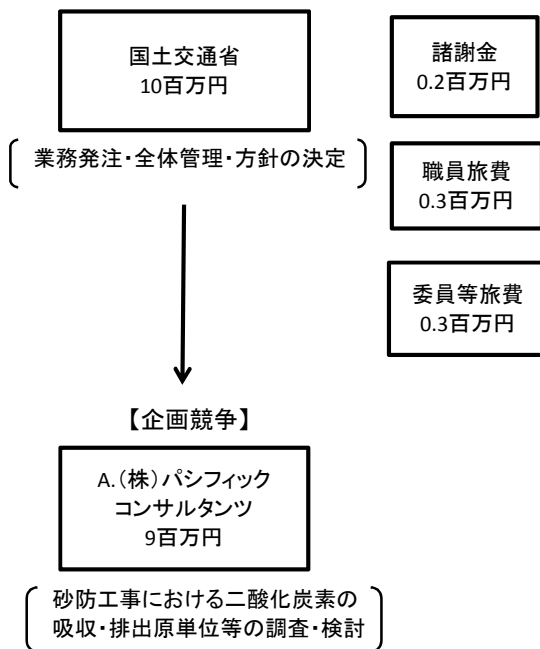 国土交通省
10百万円
業務発注・全体管理・方針の決定
諸謝金
0.2百万円
職員旅費
0.3百万円
委員等旅費
0.3百万円
【企画競争】
A.(株)パシフィック
コンサルタンツ
9百万円
砂防工事における二酸化炭素の
吸収・排出原単位等の調査・検討